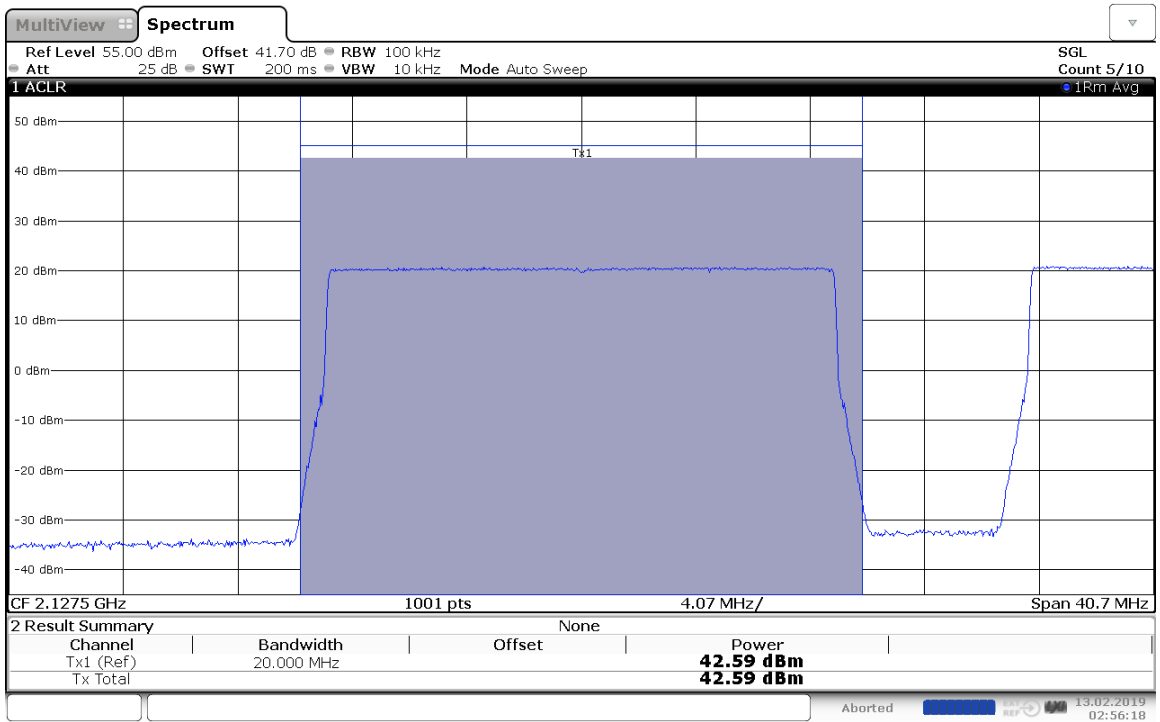 MultiView Spectrum
Ref Level 55.00 dBm Offset 41.70 dB RBW 100 kHz SGL
Att 25 dB SWT 200 ms VBW 10 kHz Mode Auto Sweep Count 5/10
1 ACLR 1Rm Avg
50 dBm
Tx1
40 dBm
30 dBm
20 dBm
10 dBm
0 dBm
-10 dBm
-20 dBm
-30 dBm
-40 dBm
CF 2.1275 GHz 1001 pts 4.07 MHz/ Span 40.7 MHz
2 Result Summary None
Channel Bandwidth Offset Power
Tx1 (Ref) 20.000 MHz 42.59 dBm
Tx Total 42.59 dBm
Aborted EXT REF 13.02.2019
02:56:18